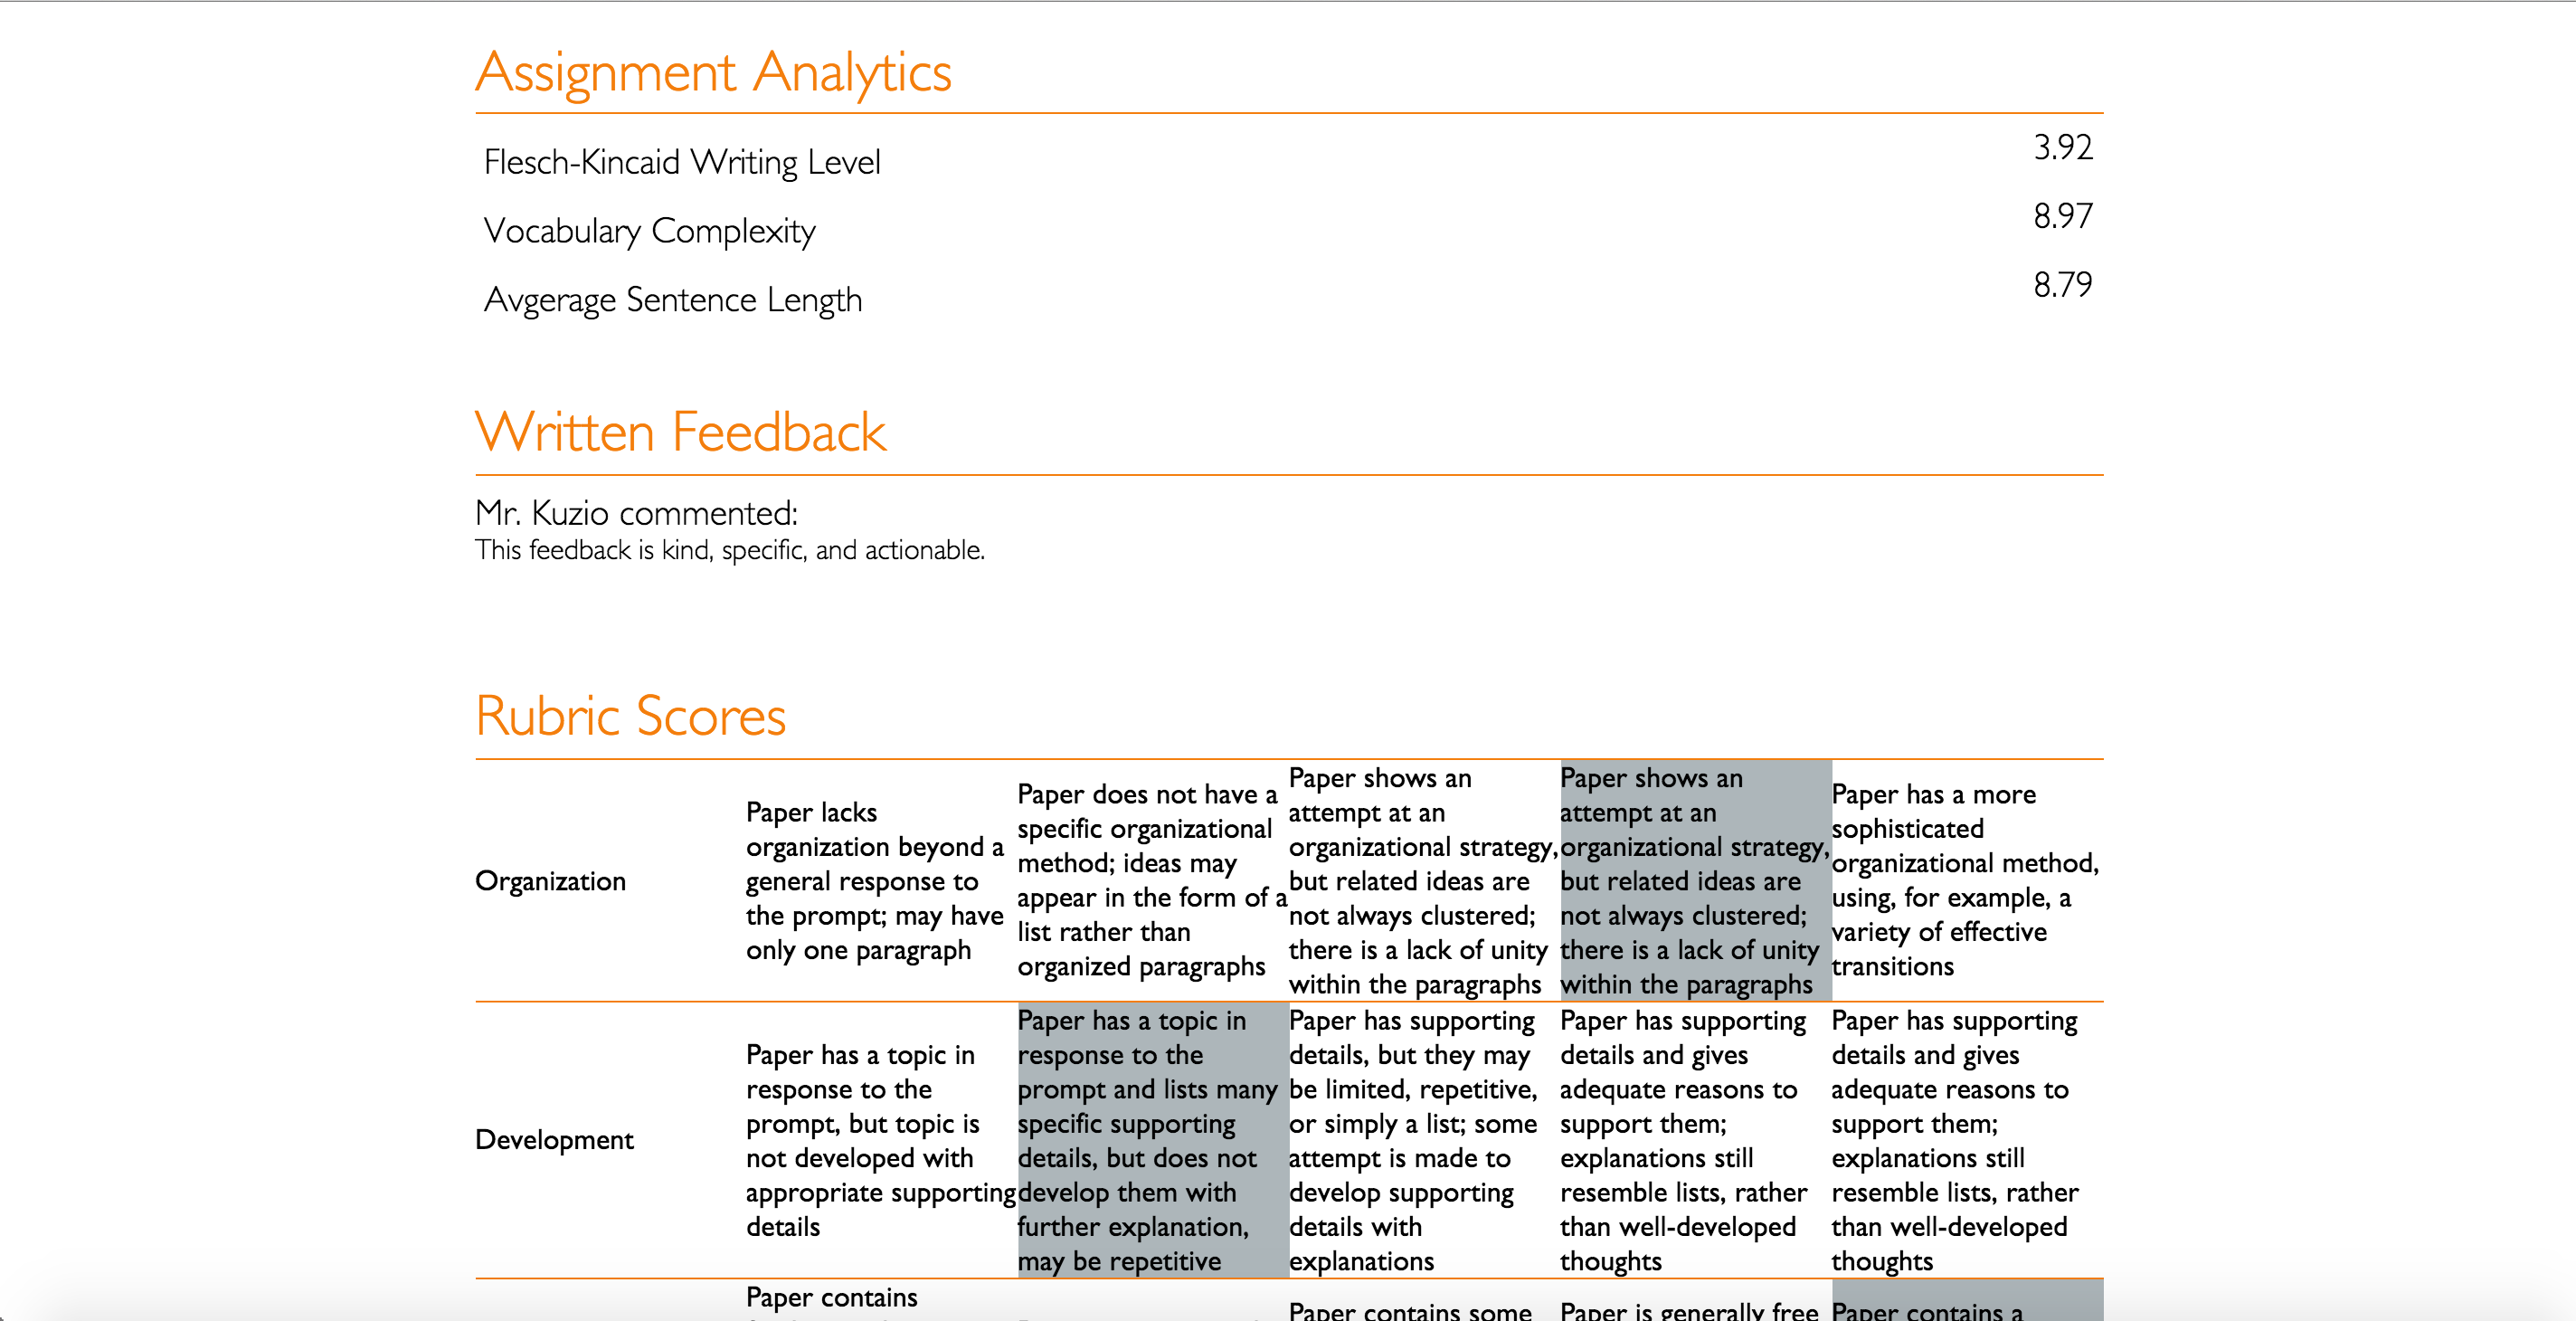 Assignment Analytics
Flesch-Kincaid Writing Level 3.92
Vocabulary Complexity 8.97
Avgerage Sentence Length 8.79
Written Feedback
Mr. Kuzio commented:
This feedback is kind, specific, and actionable.
Rubric Scores
Organization
Paper lacks
organization beyond a
general response to
the prompt; may have
only one paragraph
Paper does not have a
specific organizational
method; ideas may
appear in the form of a
list rather than
organized paragraphs
Paper shows an
attempt at an
organizational strategy,
but related ideas are
not always clustered;
there is a lack of unity
within the paragraphs
Paper shows an
attempt at an
organizational strategy,
but related ideas are
not always clustered;
there is a lack of unity
within the paragraphs
Paper has a more
sophisticated
organizational method,
using, for example, a
variety of effective
transitions
Development
Paper has a topic in
response to the
prompt, but topic is
not developed with
appropriate supporting
details
Paper has a topic in
response to the
prompt and lists many
specific supporting
details, but does not
develop them with
further explanation,
may be repetitive
Paper has supporting
details, but they may
be limited, repetitive,
or simply a list; some
attempt is made to
develop supporting
details with
explanations
Paper has supporting
details and gives
adequate reasons to
support them;
explanations still
resemble lists, rather
than well-developed
thoughts
Paper has supporting
details and gives
adequate reasons to
support them;
explanations still
resemble lists, rather
than well-developed
thoughts
Paper contains
Paper contains some
Paper is generally free
Paper contains a